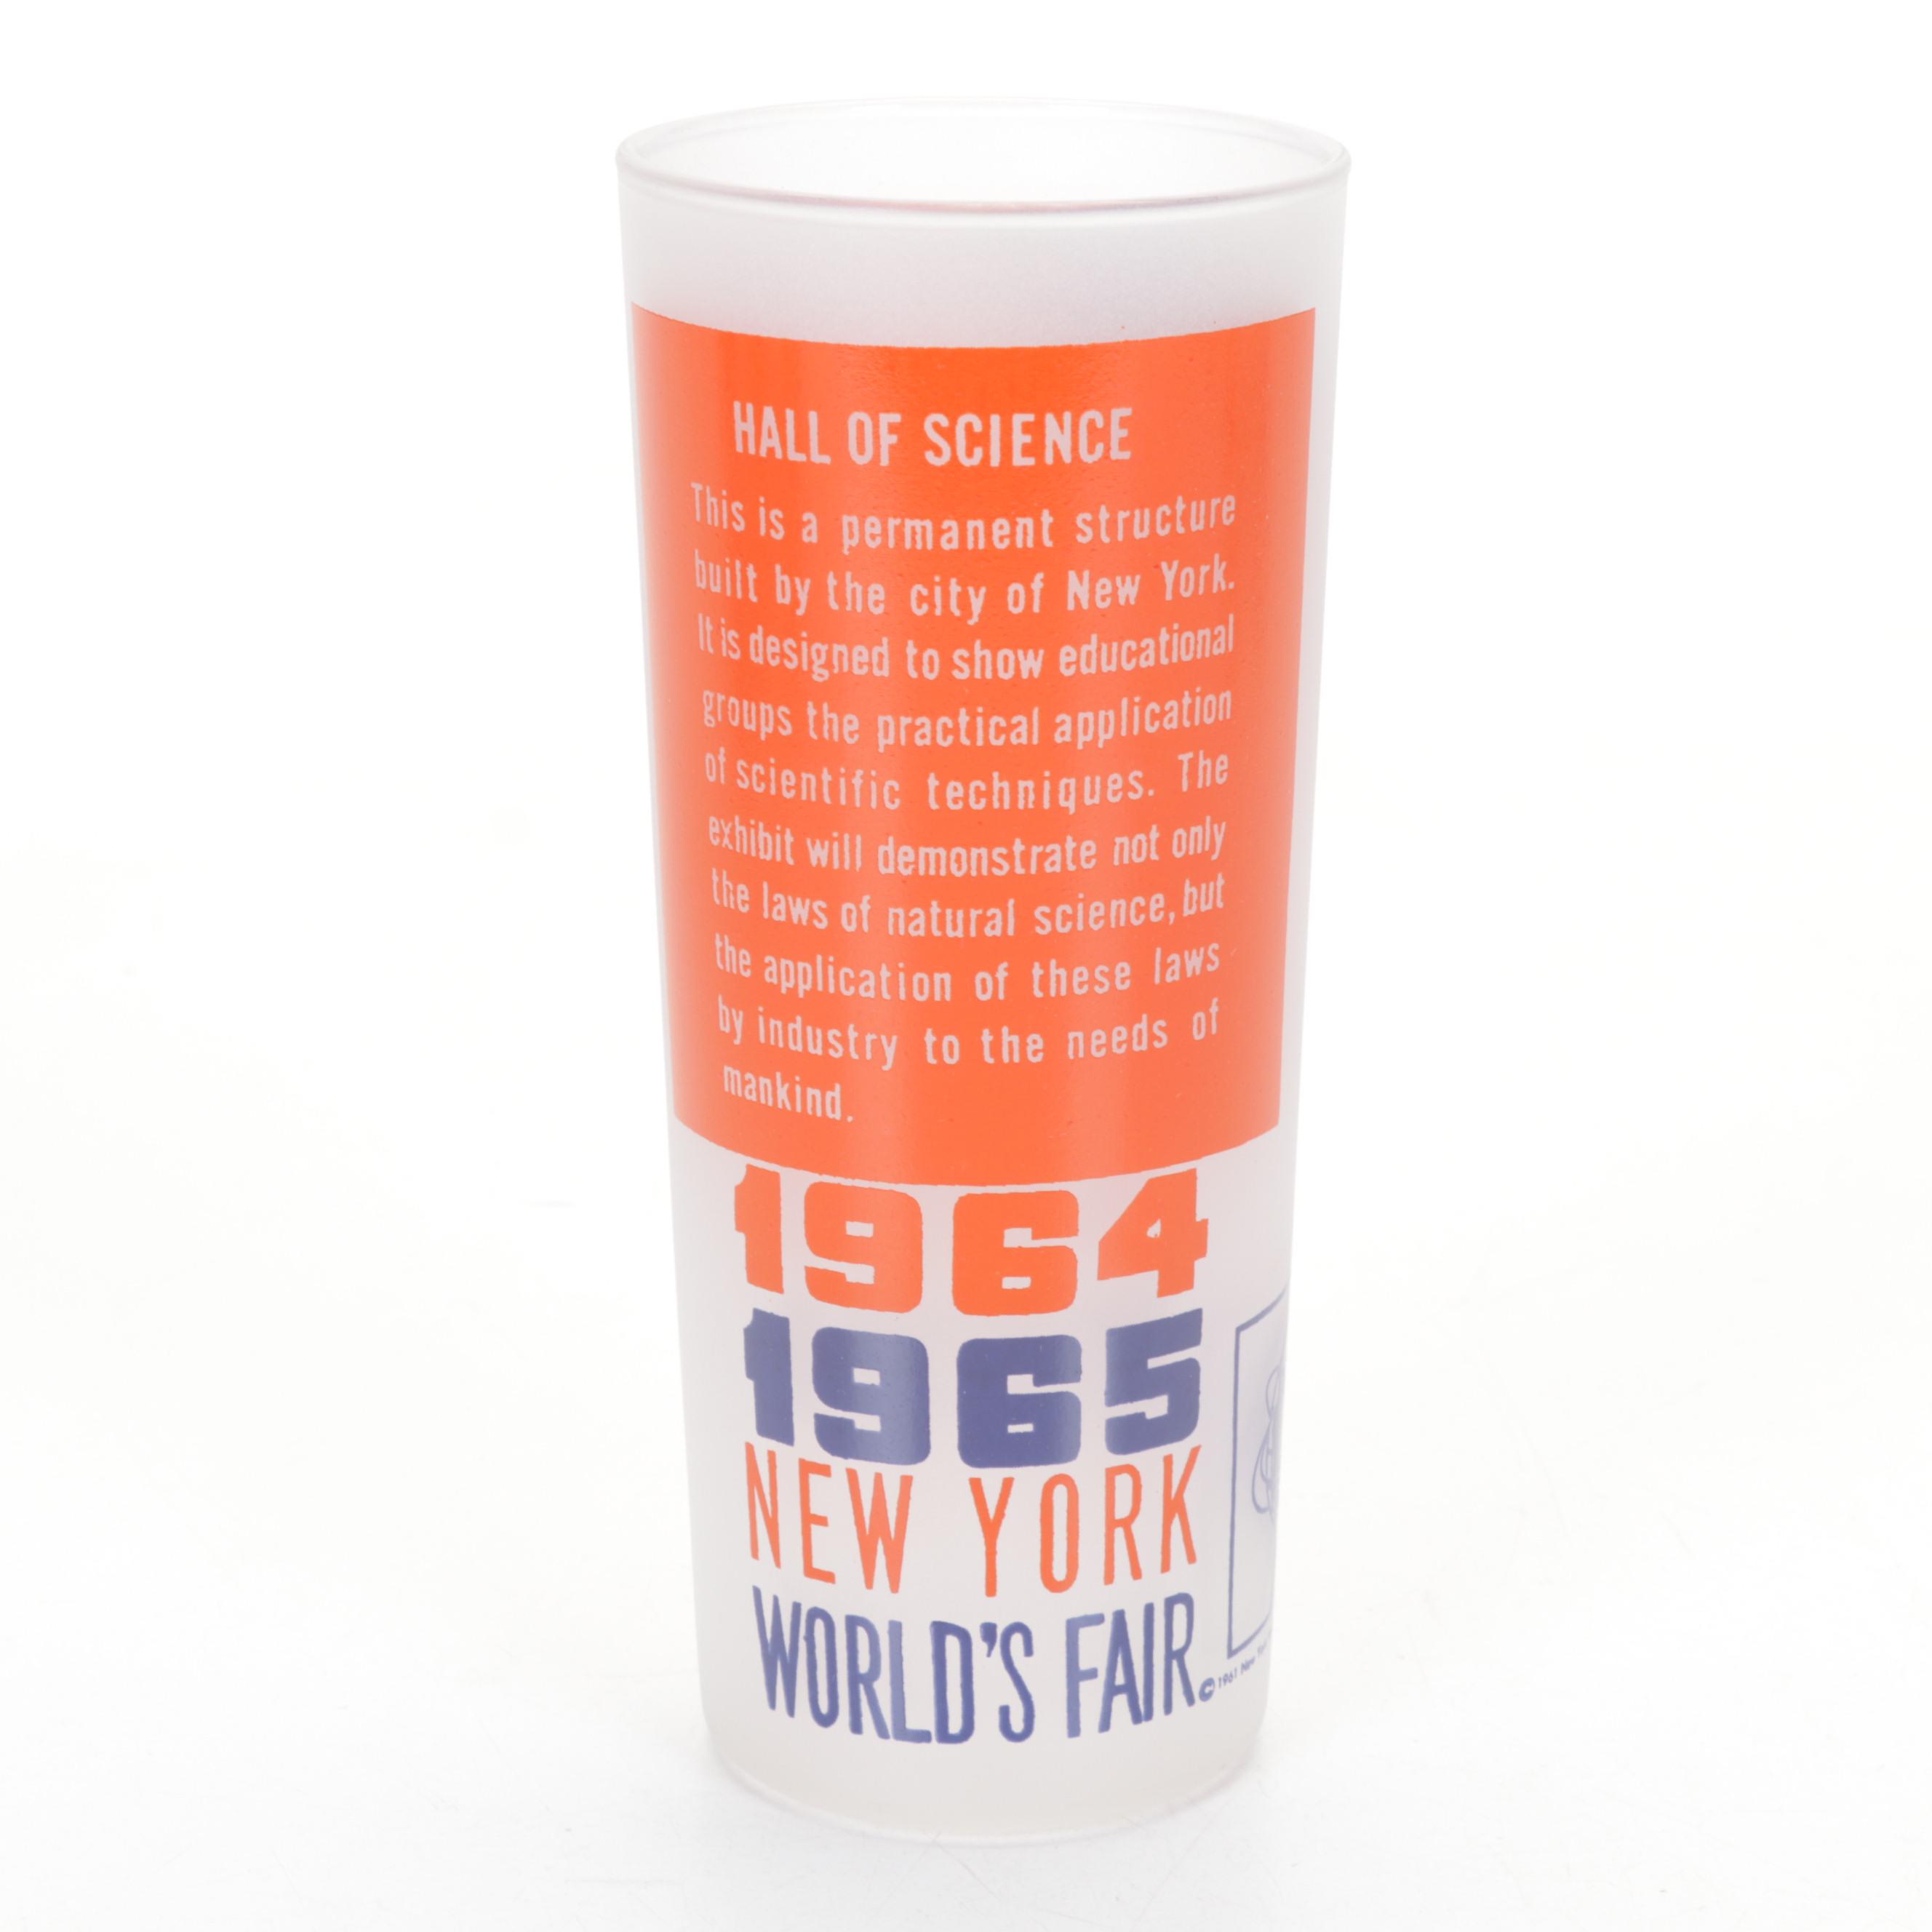 HALL OF SCIENCE
This is a permanent structure
built by the city of New York.
It is designed to show educational
groups the practical application
of scientific techniques. The
exhibit will demonstrate not only
the laws of natural science, but
the application of these laws
by industry to the needs of
mankind.
1964
1965
NEW YORK
WORLD'S FAIR
© 1961 New